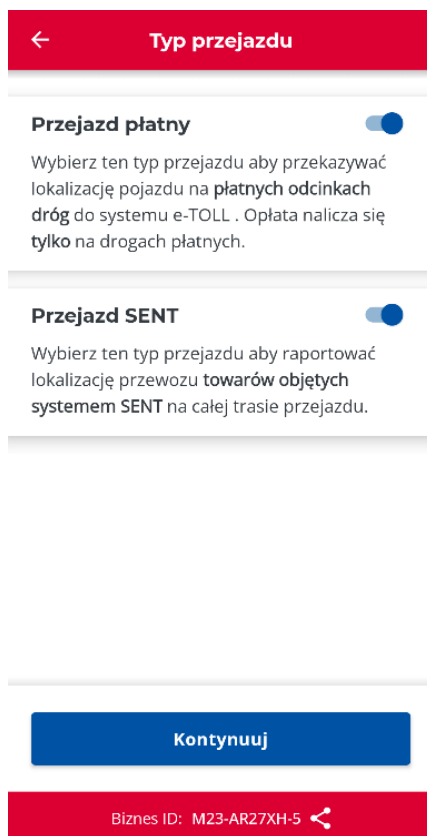 Typ przejazdu
Przejazd płatny
Wybierz ten typ przejazdu aby przekazywać
lokalizację pojazdu na płatnych odcinkach
dróg do systemu e-TOLL . Opłata nalicza się
tylko na drogach płatnych.
Przejazd SENT
Wybierz ten typ przejazdu aby raportować
lokalizację przewozu towarów objętych
systemem SENT na całej trasie przejazdu.
Kontynuuj
Biznes ID: M23-AR27XH-5